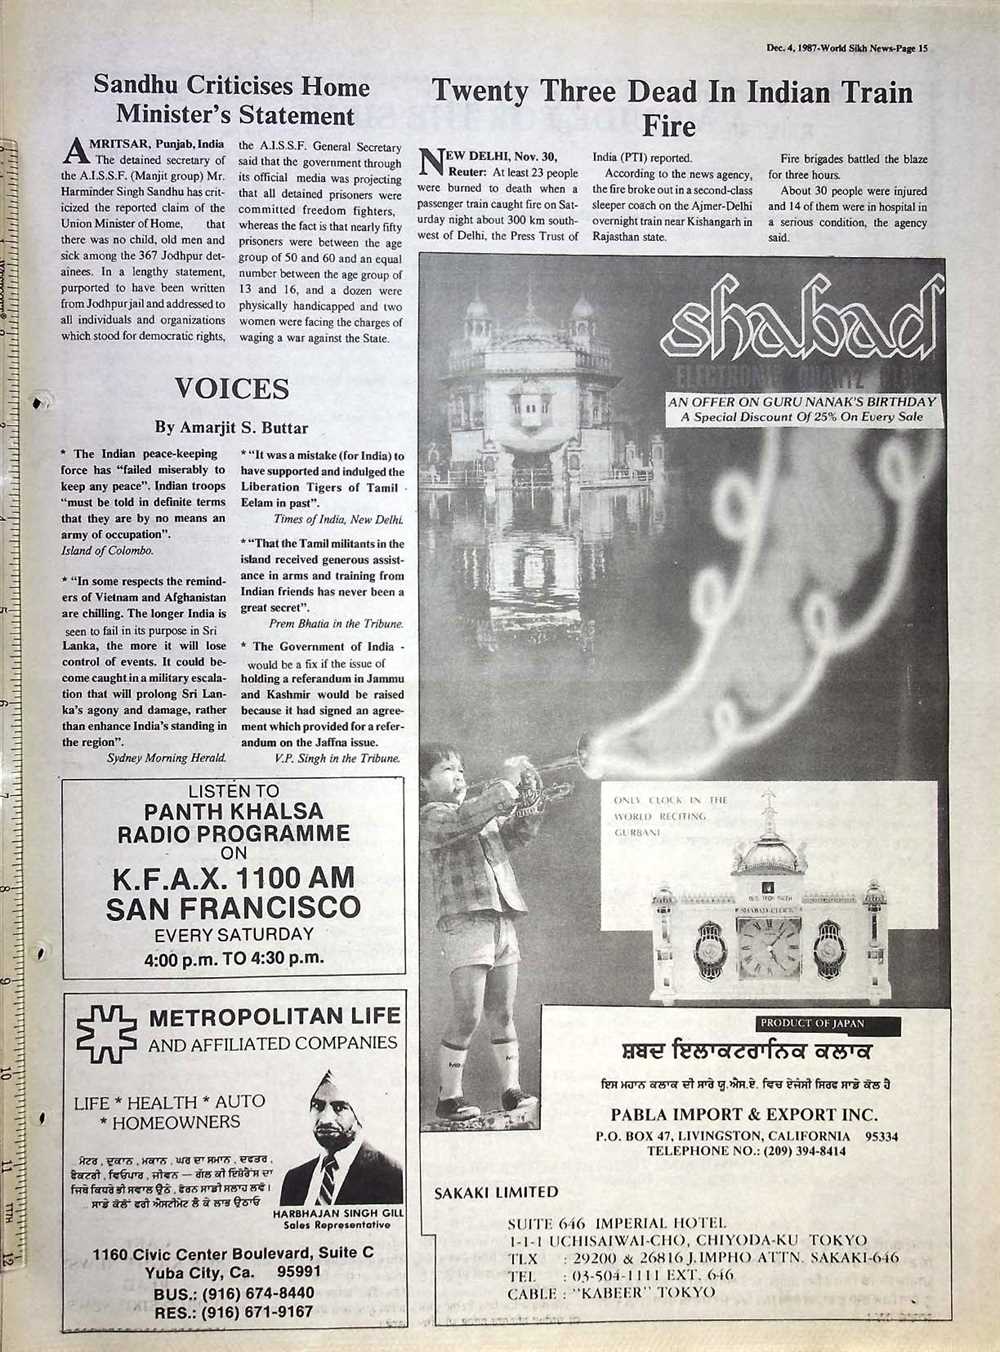 Dec. 4, 1987-World Sikh News-Page 15
Sandhu Criticises Home
Minister's Statement
AMRITSAR, Punjab, India
The detained secretary of
the A.I.S.S.F. (Manjit group) Mr.
Harminder Singh Sandhu has crit-
icized the reported claim of the
Union Minister of Home, that
there was no child, old men and
sick among the 367 Jodhpur det-
ainees. In a lengthy statement,
purported to have been written
from Jodhpur jail and addressed to
all individuals and organizations
which stood for democratic rights,
the A.I.S.S.F. General Secretary
said that the government through
its official media was projecting
that all detained prisoners were
committed freedom fighters,
whereas the fact is that nearly fifty
prisoners were between the age
group of 50 and 60 and an equal
number between the age group of
13 and 16, and a dozen were
physically handicapped and two
women were facing the charges of
waging a war against the State.
Twenty Three Dead In Indian Train
Fire
NEW DELHI, Nov. 30,
Reuter: At least 23 people
were burned to death when a
passenger train caught fire on Sat-
urday night about 300 km south-
west of Delhi, the Press Trust of
India (PTI) reported.
According to the news agency,
the fire broke out in a second-class
sleeper coach on the Ajmer-Delhi
overnight train near Kishangarh in
Rajasthan state.
Fire brigades battled the blaze
for three hours.
About 30 people were injured
and 14 of them were in hospital in
a serious condition, the agency
said.
VOICES
By Amarjit S. Buttar
* The Indian peace-keeping
force has "failed miserably to
keep any peace". Indian troops
"must be told in definite terms
that they are by no means an
army of occupation".
Island of Colombo.
* "In some respects the remind-
ers of Vietnam and Afghanistan
are chilling. The longer India is
seen to fail in its purpose in Sri
Lanka, the more it will lose
control of events. It could be-
come caught in a military escala-
tion that will prolong Sri Lan-
ka's agony and damage, rather
than enhance India's standing in
the region".
Sydney Morning Herald.
* "It was a mistake (for India) to
have supported and indulged the
Liberation Tigers of Tamil -
Eelam in past".
Times of India, New Delhi.
* "That the Tamil militants in the
island received generous assist-
ance in arms and training from
Indian friends has never been a
great secret".
Prem Bhatia in the Tribune.
* The Government of India -
would be a fix if the issue of
holding a referandum in Jammu
and Kashmir would be raised
because it had signed an agree-
ment which provided for a refer-
andum on the Jaffna issue.
V.P. Singh in the Tribune.
LISTEN TO
PANTH KHALSA
RADIO PROGRAMME
ON
K.F.A.X. 1100 AM
SAN FRANCISCO
EVERY SATURDAY
4:00 p.m. TO 4:30 p.m.
METROPOLITAN LIFE
AND AFFILIATED COMPANIES
LIFE * HEALTH * AUTO
* HOMEOWNERS
ਮੋਟਰ, ਦੁਕਾਨ, ਮਕਾਨ, ਘਰ ਦਾ ਸਮਾਨ, ਦਫਤਰ,
ਫੈਕਟਰੀ, ਵਿਓਪਾਰ, ਜੀਵਨ — ਗੱਲ ਕੀ ਇੰਸ਼ੋਰੈਂਸ ਦਾ
ਜਿਥੇ ਕਿਧਰੇ ਭੀ ਸਵਾਲ ਉਠੇ, ਫੋਰਨ ਸਾਡੀ ਸਲਾਹ ਲਵੋ।
ਸਾਡੇ ਕੋਲੋਂ ਫਰੀ ਐਸਟੀਮੇਟ ਲੈ ਕੇ ਲਾਭ ਉਠਾਓ
HARBHAJAN SINGH GILL
Sales Representative
1160 Civic Center Boulevard, Suite C
Yuba City, Ca. 95991
BUS.: (916) 674-8440
RES.: (916) 671-9167
shabad
ELECTRONIC QUARTZ CLOCK
AN OFFER ON GURU NANAK'S BIRTHDAY
A Special Discount Of 25% On Every Sale
ONLY CLOCK IN THE
WORLD RECITING
GURBANI
SHABAD CLOCK
PRODUCT OF JAPAN
ਸ਼ਬਦ ਇਲਾਕਟਰਾਨਿਕ ਕਲਾਕ
ਇਸ ਮਹਾਨ ਕਲਾਕ ਦੀ ਸਾਰੇ ਯੂ.ਐਸ.ਏ. ਵਿਚ ਏਜੰਸੀ ਸਿਰਫ ਸਾਡੇ ਕੋਲ ਹੈ
PABLA IMPORT & EXPORT INC.
P.O. BOX 47, LIVINGSTON, CALIFORNIA 95334
TELEPHONE NO.: (209) 394-8414
SAKAKI LIMITED
SUITE 646 IMPERIAL HOTEL
1-1-1 UCHISAIWAI-CHO, CHIYODA-KU TOKYO
TLX : 29200 & 26816 J.IMPHO ATTN. SAKAKI-646
TEL : 03-504-1111 EXT. 646
CABLE : "KABEER" TOKYO